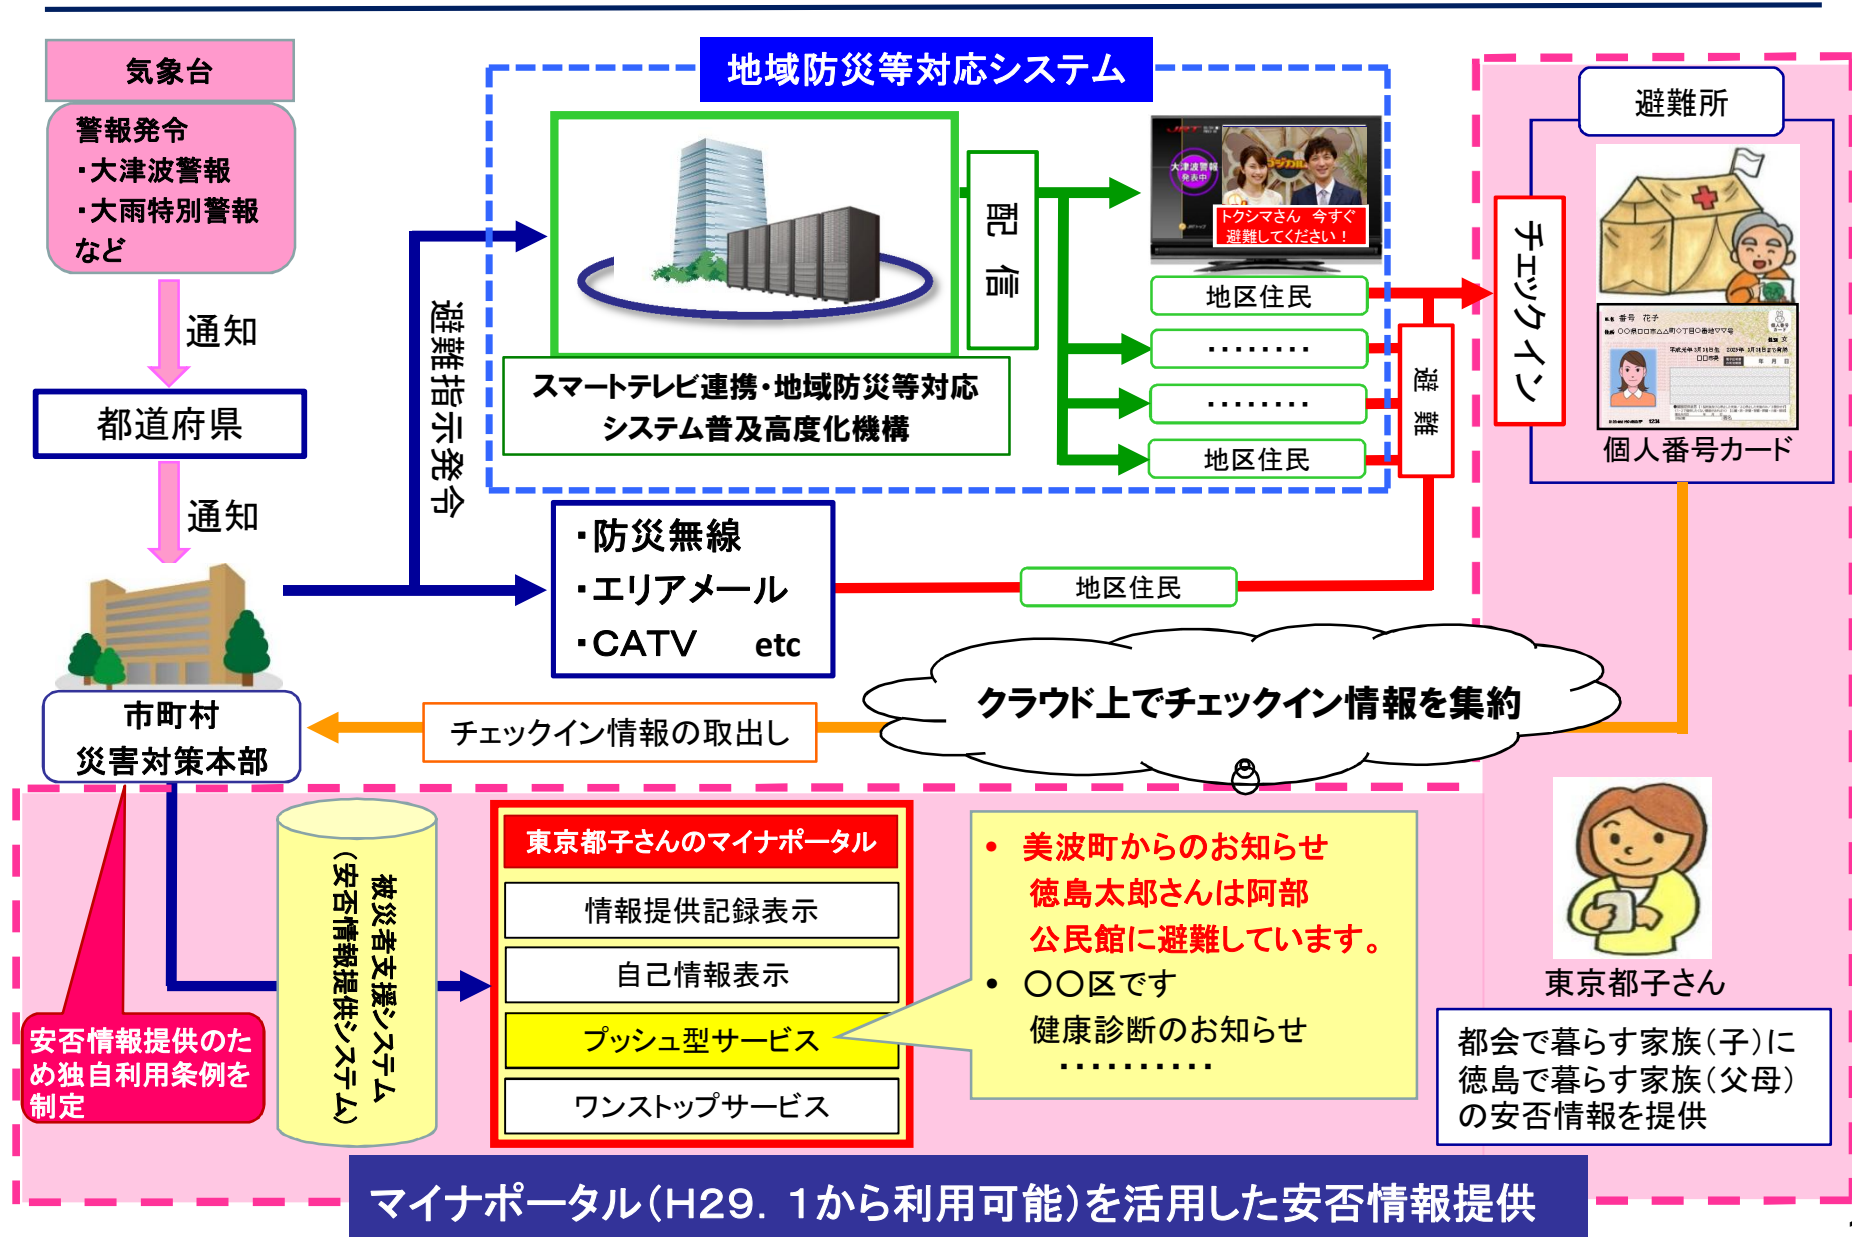 気象台
警報発令
・大津波警報
・大雨特別警報
など
通知
都道府県
通知
市町村
災害対策本部
避難指示発令
地域防災等対応システム
スマートテレビ連携・地域防災等対応
システム普及高度化機構
配信
大津波警報
発表中
トクシマさん 今すぐ
避難してください！
地区住民
・・・・・・・・
・・・・・・・・
地区住民
避難
・防災無線
・エリアメール
・CATV etc
地区住民
チェックイン
避難所
番号 花子
個人番号カード
クラウド上でチェックイン情報を集約
チェックイン情報の取出し
安否情報提供のた
め独自利用条例を
制定
被災者支援システム
(安否情報提供システム)
東京都子さんのマイナポータル
情報提供記録表示
自己情報表示
プッシュ型サービス
ワンストップサービス
• 美波町からのお知らせ
徳島太郎さんは阿部
公民館に避難しています。
• 〇〇区です
健康診断のお知らせ
・・・・・・・・・・
東京都子さん
都会で暮らす家族(子)に
徳島で暮らす家族(父母)
の安否情報を提供
マイナポータル(H29．1から利用可能)を活用した安否情報提供